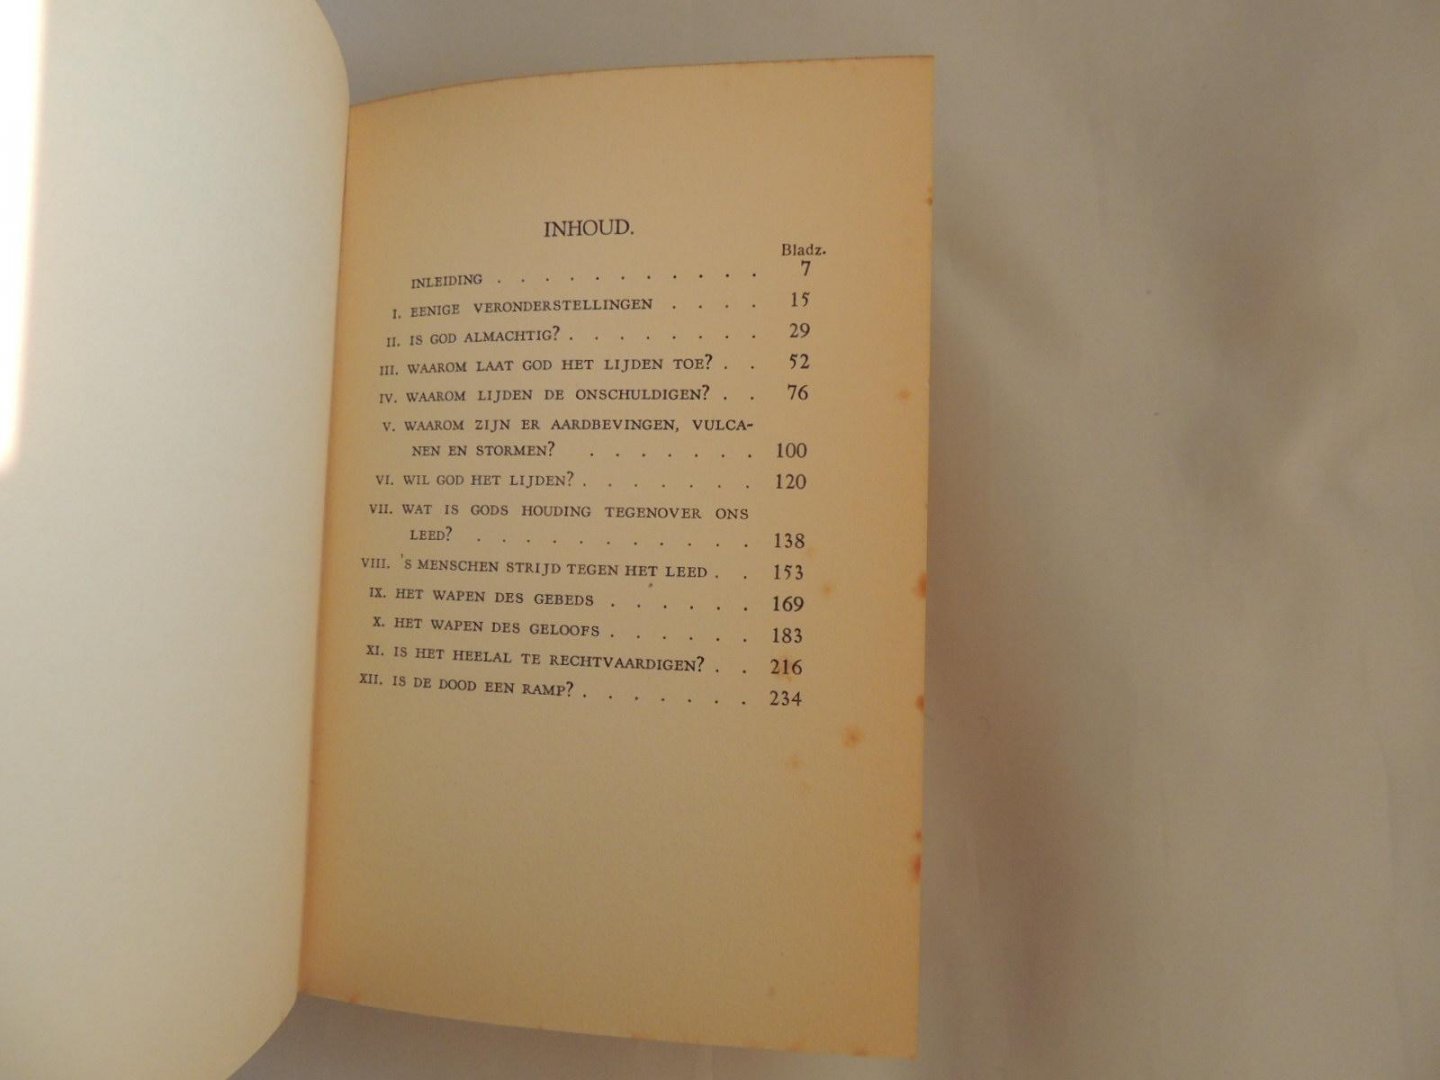 INHOUD.
Bladz.
INLEIDING . . . . . . . . . . . 7
I. EENIGE VERONDERSTELLINGEN . . . . 15
II. IS GOD ALMACHTIG? . . . . . . . . 29
III. WAAROM LAAT GOD HET LIJDEN TOE? . . 52
IV. WAAROM LIJDEN DE ONSCHULDIGEN? . . 76
V. WAAROM ZIJN ER AARDBEVINGEN, VULCA-
NEN EN STORMEN? . . . . . . . 100
VI. WIL GOD HET LIJDEN? . . . . . . . 120
VII. WAT IS GODS HOUDING TEGENOVER ONS
LEED? . . . . . . . . . . . 138
VIII. 'S MENSCHEN STRIJD TEGEN HET LEED . . 153
IX. HET WAPEN DES GEBEDS . . . . . . 169
X. HET WAPEN DES GELOOFS . . . . . . 183
XI. IS HET HEELAL TE RECHTVAARDIGEN? . . 216
XII. IS DE DOOD EEN RAMP? . . . . . . . 234